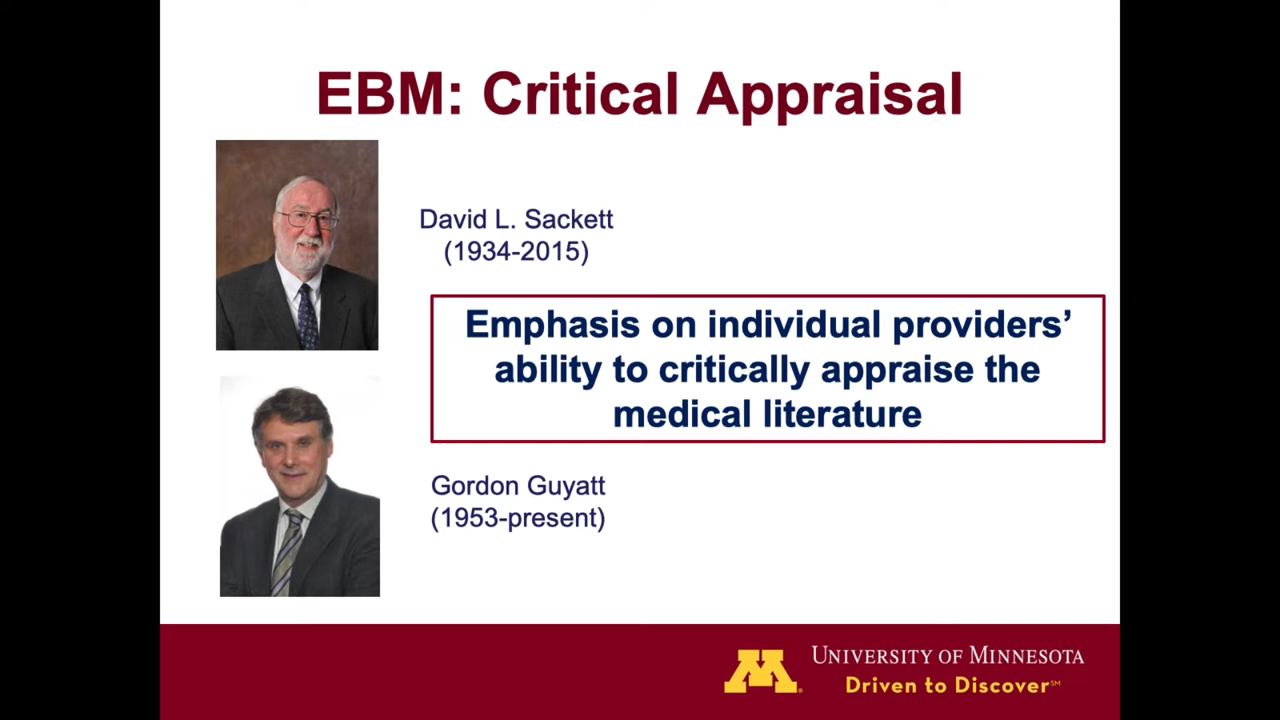 EBM: Critical Appraisal
David L. Sackett
(1934-2015)
Emphasis on individual providers’
ability to critically appraise the
medical literature
Gordon Guyatt
(1953-present)
M
UNIVERSITY OF MINNESOTA
Driven to Discover℠